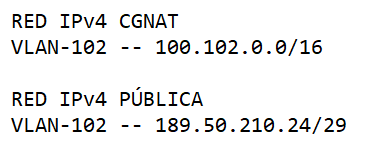 RED IPv4 CGNAT
VLAN-102 -- 100.102.0.0/16
RED IPv4 PÚBLICA
VLAN-102 -- 189.50.210.24/29